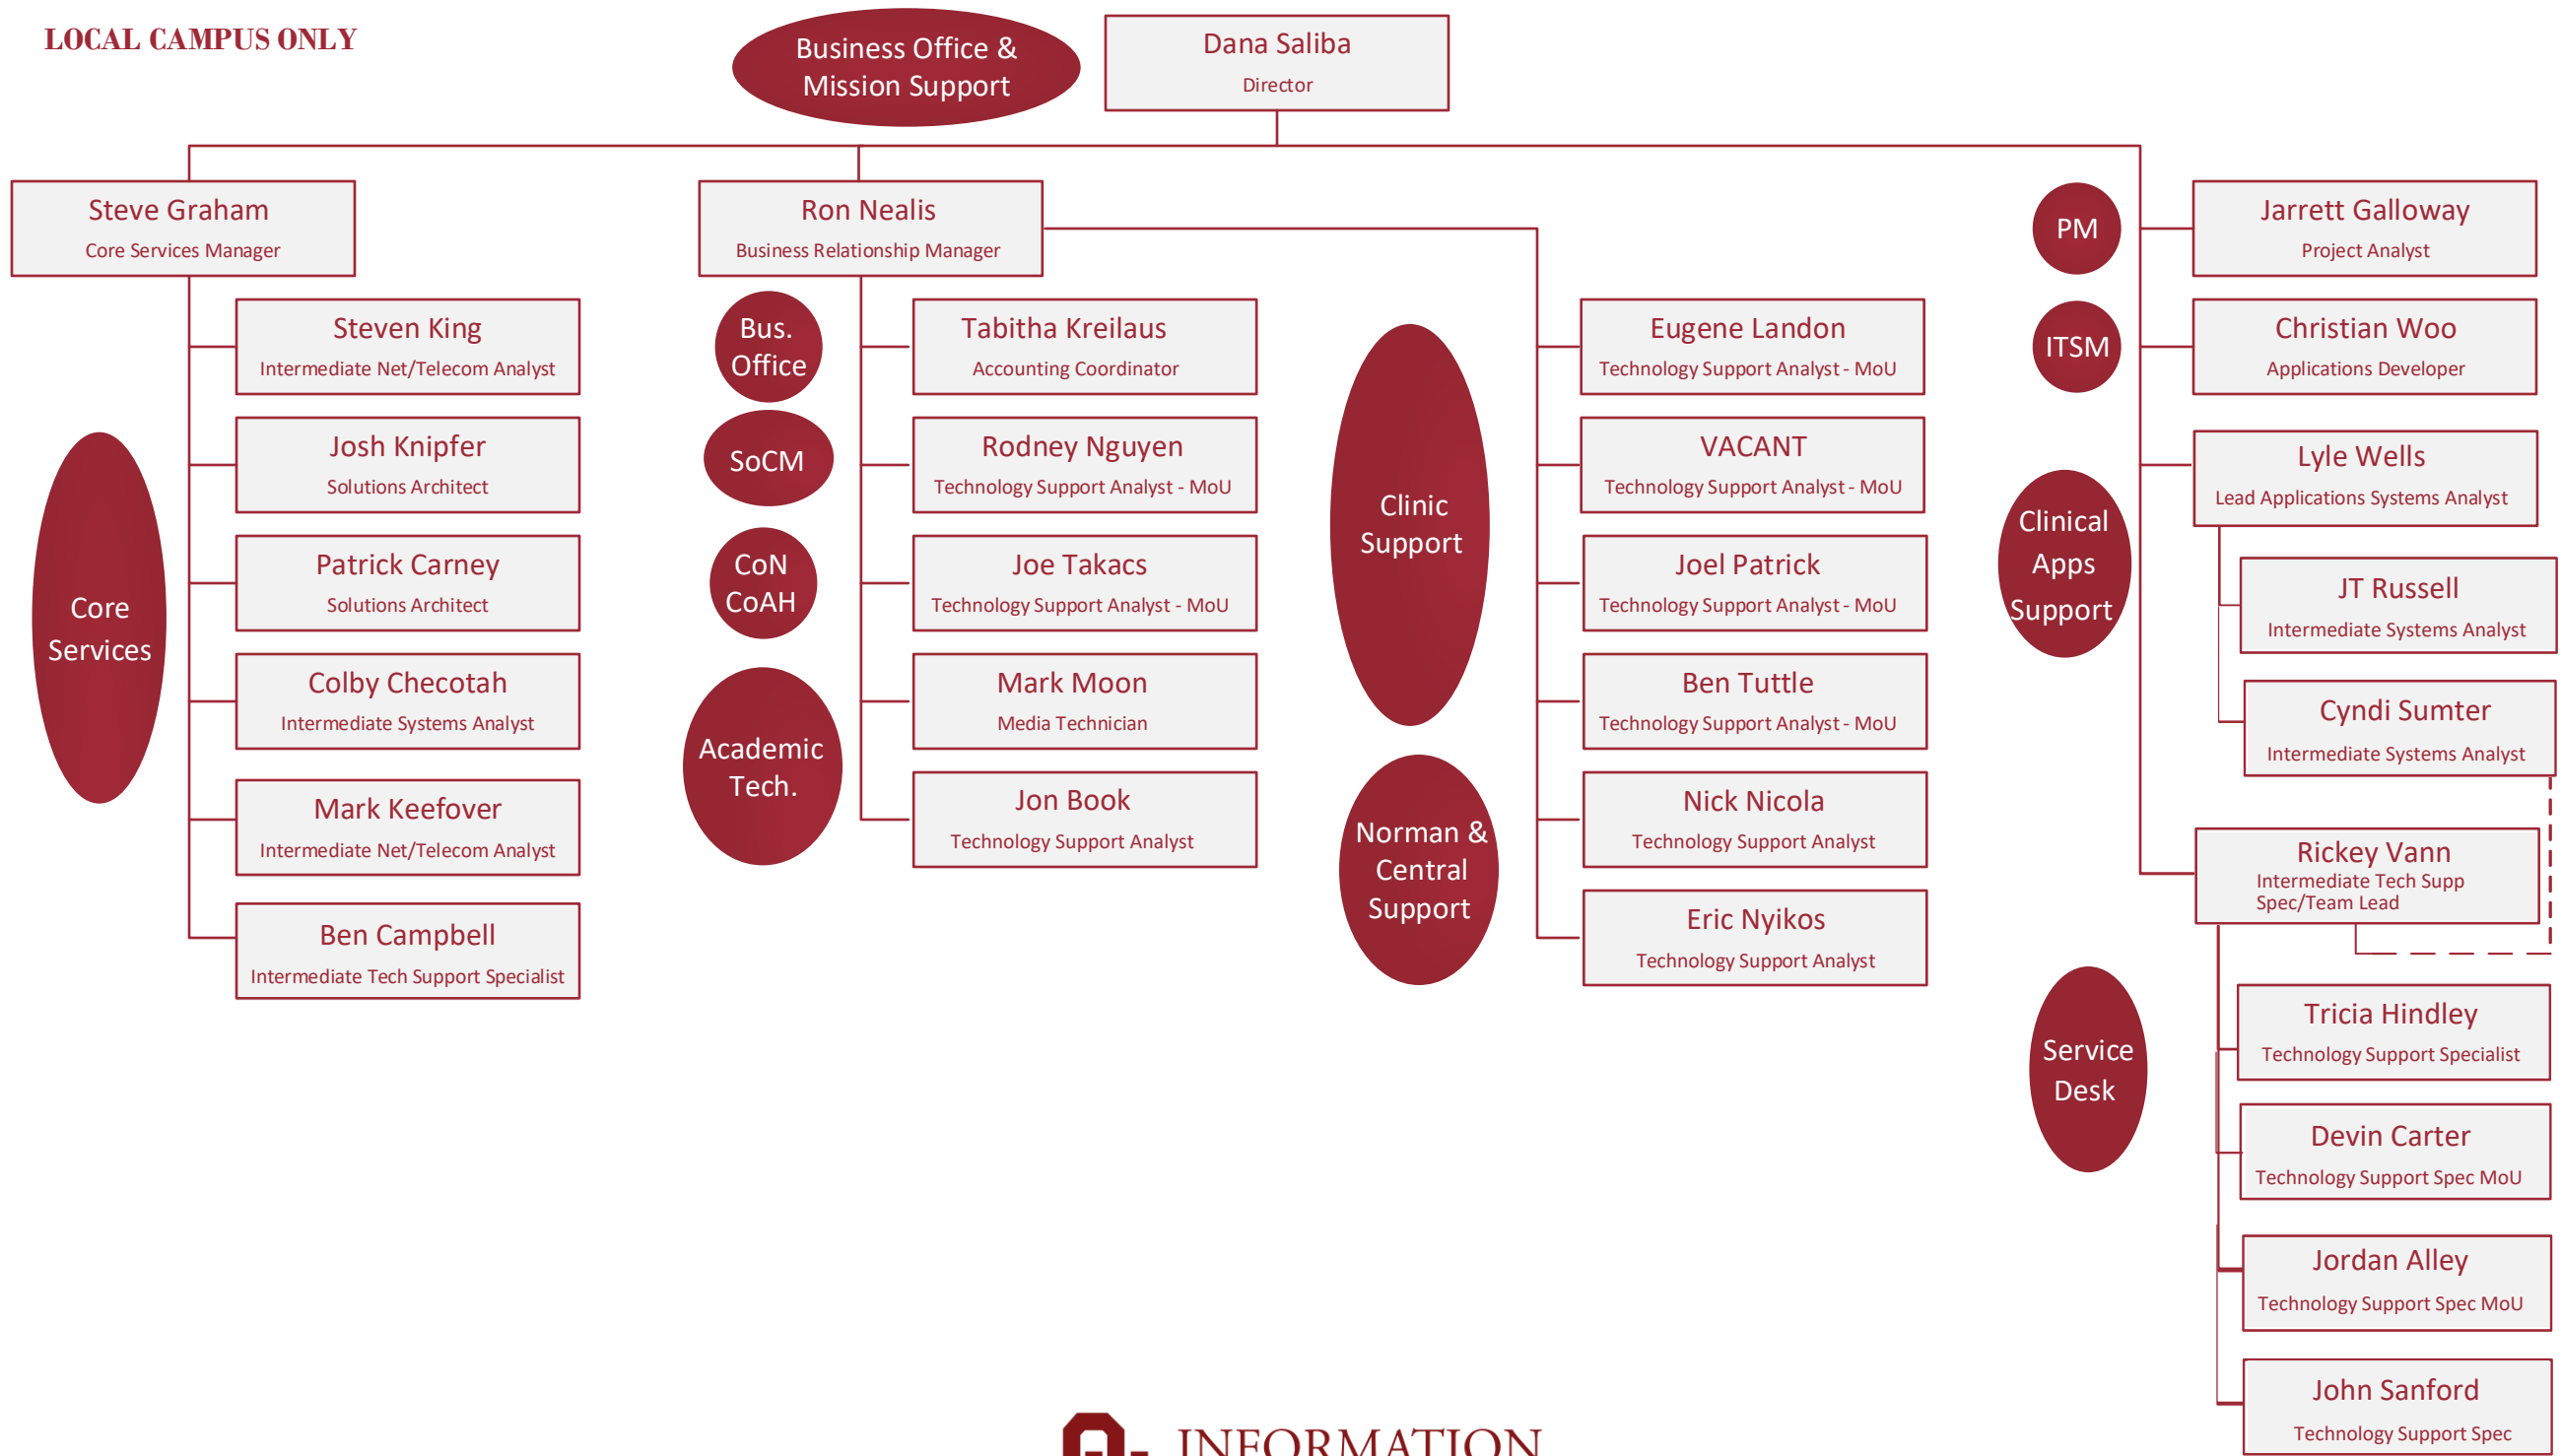 LOCAL CAMPUS ONLY
Business Office &
Mission Support
Dana Saliba
Director
Steve Graham
Core Services Manager
Core
Services
Steven King
Intermediate Net/Telecom Analyst
Josh Knipfer
Solutions Architect
Patrick Carney
Solutions Architect
Colby Checotah
Intermediate Systems Analyst
Mark Keefover
Intermediate Net/Telecom Analyst
Ben Campbell
Intermediate Tech Support Specialist
Ron Nealis
Business Relationship Manager
Bus.
Office
Tabitha Kreilaus
Accounting Coordinator
SoCM
Rodney Nguyen
Technology Support Analyst - MoU
CoN
CoAH
Joe Takacs
Technology Support Analyst - MoU
Academic
Tech.
Mark Moon
Media Technician
Jon Book
Technology Support Analyst
Clinic
Support
Eugene Landon
Technology Support Analyst - MoU
VACANT
Technology Support Analyst - MoU
Joel Patrick
Technology Support Analyst - MoU
Ben Tuttle
Technology Support Analyst - MoU
Norman &
Central
Support
Nick Nicola
Technology Support Analyst
Eric Nyikos
Technology Support Analyst
PM
Jarrett Galloway
Project Analyst
ITSM
Christian Woo
Applications Developer
Clinical
Apps
Support
Lyle Wells
Lead Applications Systems Analyst
JT Russell
Intermediate Systems Analyst
Cyndi Sumter
Intermediate Systems Analyst
Rickey Vann
Intermediate Tech Supp
Spec/Team Lead
Service
Desk
Tricia Hindley
Technology Support Specialist
Devin Carter
Technology Support Spec MoU
Jordan Alley
Technology Support Spec MoU
John Sanford
Technology Support Spec
INFORMATION